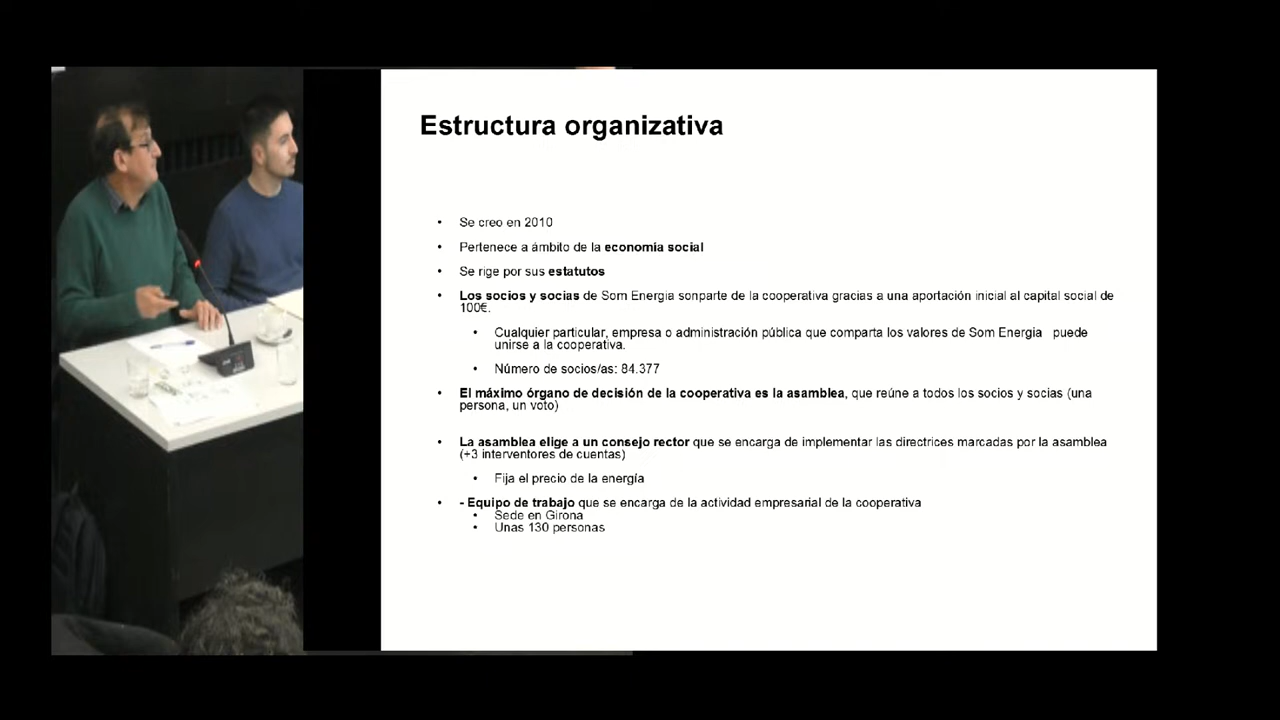 Estructura organizativa
• Se creo en 2010
• Pertenece a ámbito de la economía social
• Se rige por sus estatutos
• Los socios y socias de Som Energia sonparte de la cooperativa gracias a una aportación inicial al capital social de
100€.
• Cualquier particular, empresa o administración pública que comparta los valores de Som Energia puede
unirse a la cooperativa.
• Número de socios/as: 84.377
• El máximo órgano de decisión de la cooperativa es la asamblea, que reúne a todos los socios y socias (una
persona, un voto)
• La asamblea elige a un consejo rector que se encarga de implementar las directrices marcadas por la asamblea
(+3 interventores de cuentas)
• Fija el precio de la energía
• - Equipo de trabajo que se encarga de la actividad empresarial de la cooperativa
• Sede en Girona
• Unas 130 personas